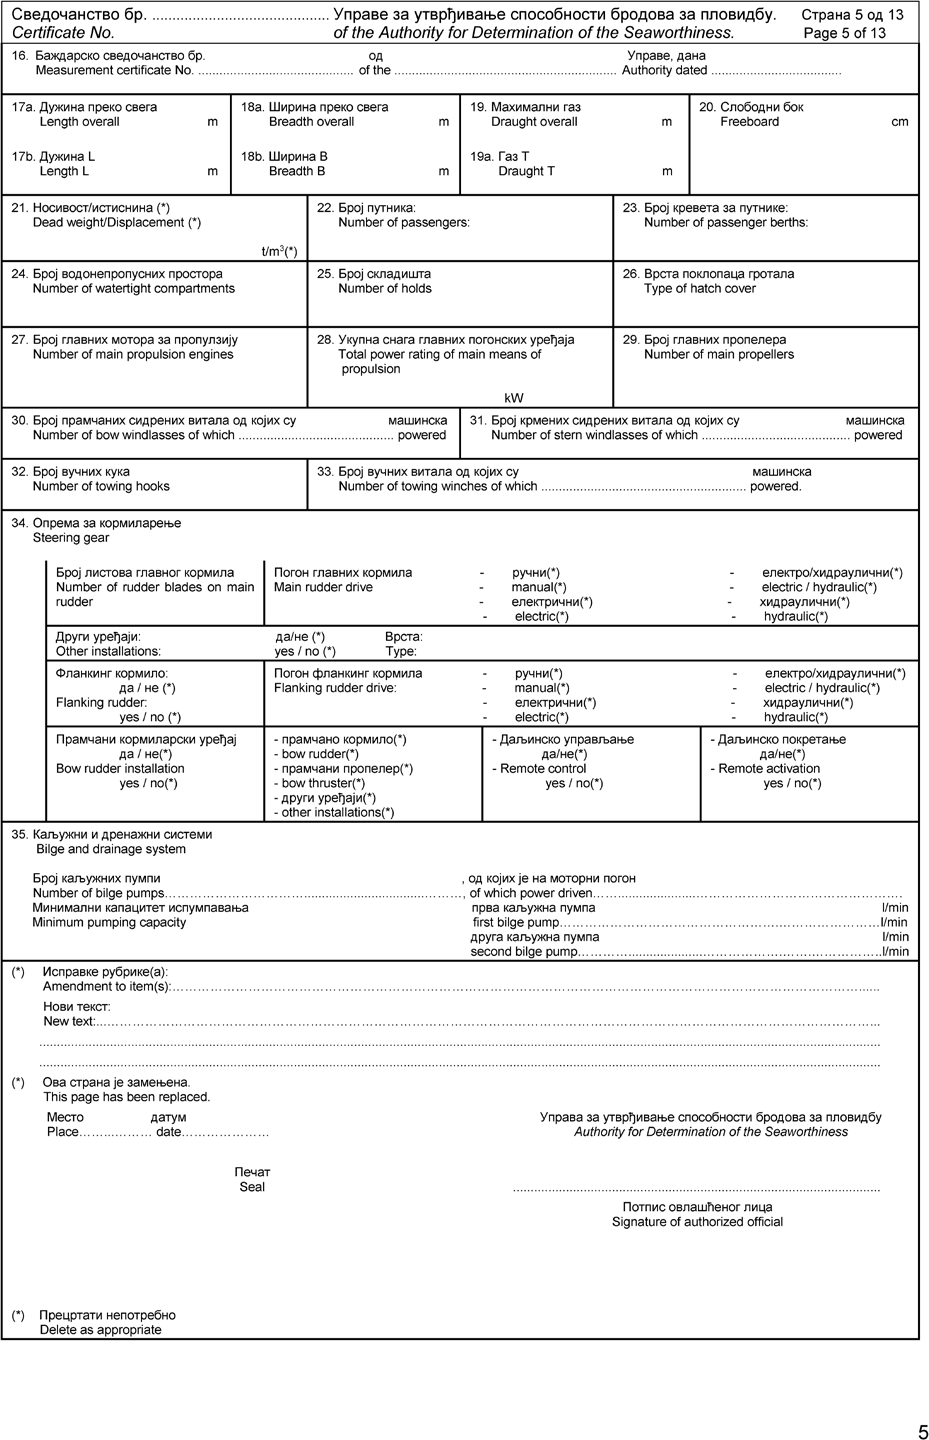 Сведочанство бр. .......................................... Управе за утврђивање способности бродова за пловидбу. Страна 5 од 13
Certificate No. of the Authority for Determination of the Seaworthiness. Page 5 of 13
16. Баждарско сведочанство бр. од Управе, дана
Measurement certificate No. ............................................ of the ............................................................... Authority dated .....................................
17a. Дужина преко свега 18a. Ширина преко свега 19. Махимални газ 20. Слободни бок
Length overall m Breadth overall m Draught overall m Freeboard cm
17b. Дужина L 18b. Ширина B 19a. Газ T
Length L m Breadth B m Draught T m
21. Носивост/истиснина (*) 22. Број путника: 23. Број кревета за путнике:
Dead weight/Displacement (*) Number of passengers: Number of passenger berths:
t/m³(*)
24. Број водонепропусних простора 25. Број складишта 26. Врста поклопаца гротала
Number of watertight compartments Number of holds Type of hatch cover
27. Број главних мотора за пропулзију 28. Укупна снага главних погонских уређаја 29. Број главних пропелера
Number of main propulsion engines Total power rating of main means of Number of main propellers
propulsion
kW
30. Број прамчаних сидрених витала од којих су машинска 31. Број крмених сидрених витала од којих су машинска
Number of bow windlasses of which ............................................ powered Number of stern windlasses of which .......................................... powered
32. Број вучних кука 33. Број вучних витала од којих су машинска
Number of towing hooks Number of towing winches of which .......................................................... powered.
34. Опрема за кормиларење
Steering gear
Број листова главног кормила Погон главних кормила - ручни(*) - електро/хидраулични(*)
Number of rudder blades on main Main rudder drive - manual(*) - electric / hydraulic(*)
rudder - електрични(*) - хидраулични(*)
- electric(*) - hydraulic(*)
Други уређаји: да/не (*) Врста:
Other installations: yes / no (*) Type:
Фланкинг кормило: Погон фланкинг кормила - ручни(*) - електро/хидраулични(*)
да / не (*) Flanking rudder drive: - manual(*) - electric / hydraulic(*)
Flanking rudder: - електрични(*) - хидраулични(*)
yes / no (*) - electric(*) - hydraulic(*)
Прамчани кормиларски уређај - прамчано кормило(*) - Даљинско управљање - Даљинско покретање
да / не(*) - bow rudder(*) да/не(*) да/не(*)
Bow rudder installation - прамчани пропелер(*) - Remote control - Remote activation
yes / no(*) - bow thruster(*) yes / no(*) yes / no(*)
- други уређаји(*)
- other installations(*)
35. Каљужни и дренажни системи
Bilge and drainage system
Број каљужних пумпи , од којих је на моторни погон
Number of bilge pumps.................................................................., of which power driven..................................................................
Минимални капацитет испумпавања прва каљужна пумпа l/min
Minimum pumping capacity first bilge pump..................................................................l/min
друга каљужна пумпа l/min
second bilge pump..................................................................l/min
(*) Исправке рубрике(а):
Amendment to item(s):..................................................................
Нови текст:
New text:..................................................................
..................................................................
..................................................................
(*) Ова страна је замењена.
This page has been replaced.
Место датум Управа за утврђивање способности бродова за пловидбу
Place.................. date..................... Authority for Determination of the Seaworthiness
Печат
Seal ..................................................................
Потпис овлашћеног лица
Signature of authorized official
(*) Прецртати непотребно
Delete as appropriate
5